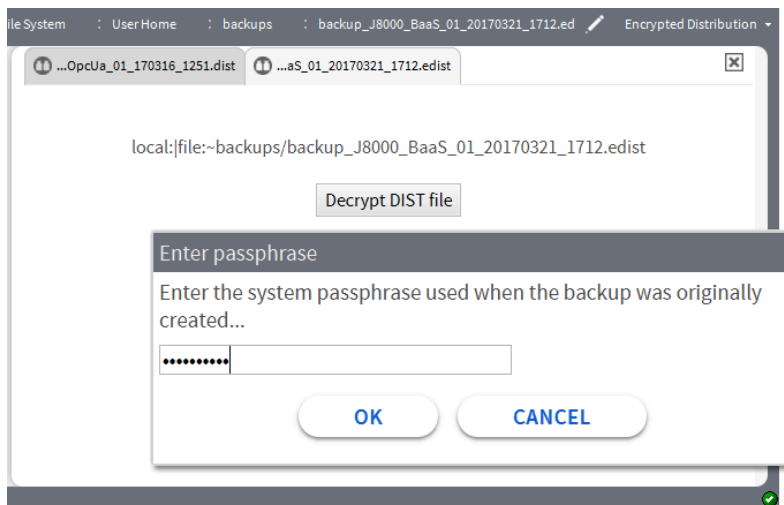 ile System : User Home : backups : backup_J8000_BaaS_01_20170321_1712.ed Encrypted Distribution
...OpcUa_01_170316_1251.dist ...aS_01_20170321_1712.edist
local:|file:~backups/backup_J8000_BaaS_01_20170321_1712.edist
Decrypt DIST file
Enter passphrase
Enter the system passphrase used when the backup was originally
created...
OK CANCEL